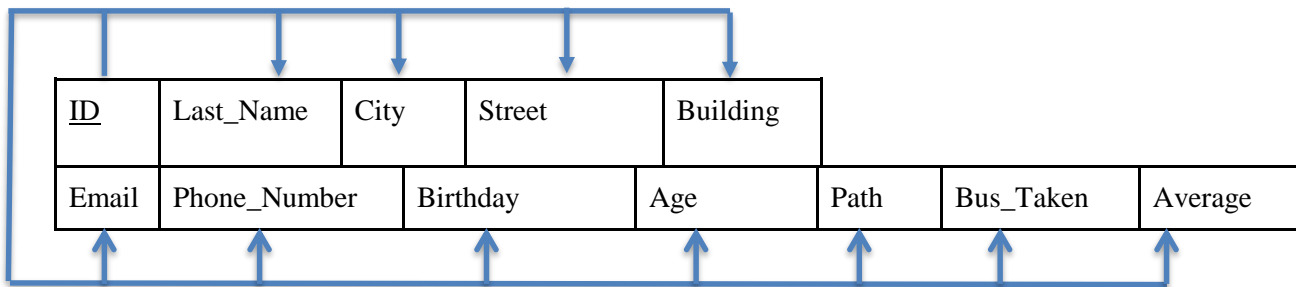 ID Last_Name City Street Building
Email Phone_Number Birthday Age Path Bus_Taken Average